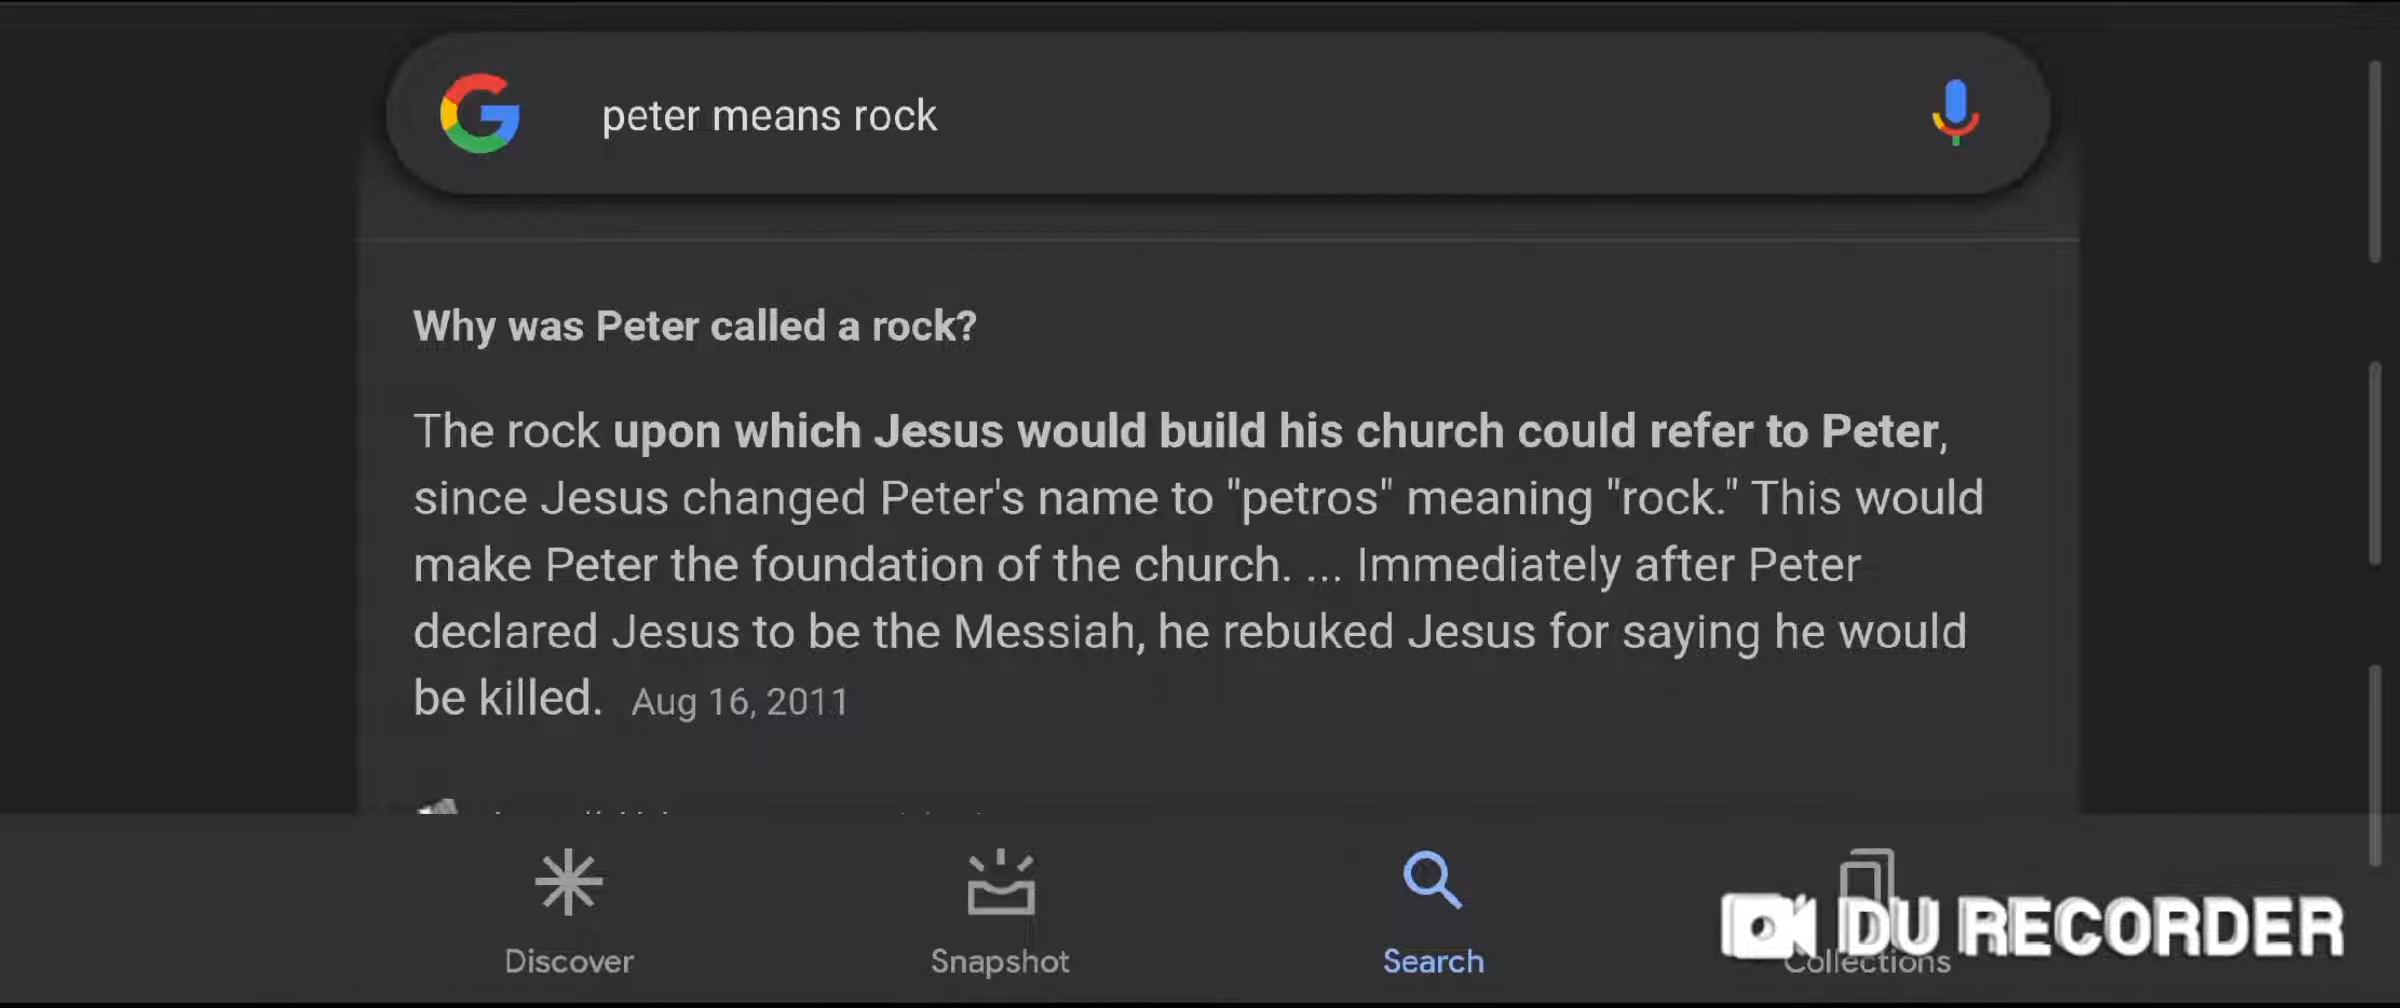 peter means rock
Why was Peter called a rock?
The rock upon which Jesus would build his church could refer to Peter,
since Jesus changed Peter's name to "petros" meaning "rock." This would
make Peter the foundation of the church. ... Immediately after Peter
declared Jesus to be the Messiah, he rebuked Jesus for saying he would
be killed. Aug 16, 2011
Discover Snapshot Search Collections
DU RECORDER